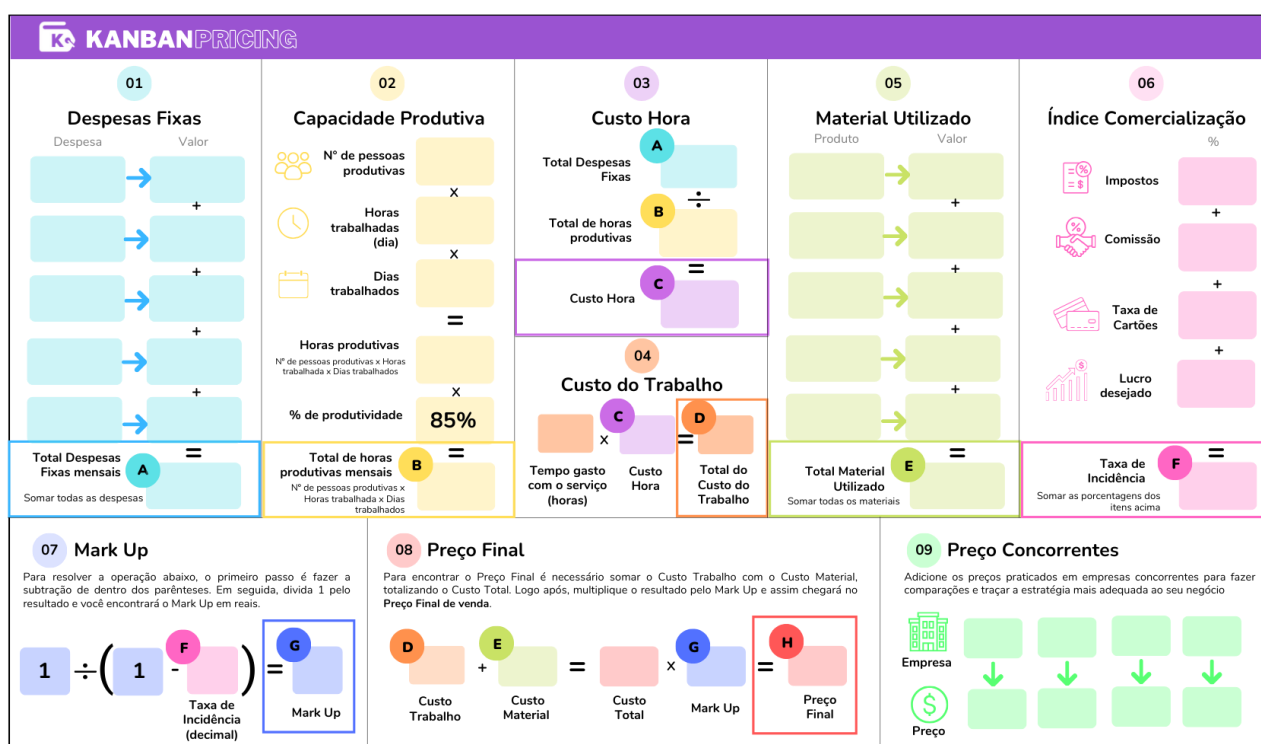 K
KANBANPRICING
01
Despesas Fixas
Despesa
Valor
+
+
+
+
Total Despesas
Fixas mensais
A
=
Somar todas as despesas
02
Capacidade Produtiva
Nº de pessoas
produtivas
x
Horas
trabalhadas
(dia)
x
Dias
trabalhados
=
Horas produtivas
Nº de pessoas produtivas x Horas
trabalhada x Dias trabalhados
x
% de produtividade
85%
Total de horas
produtivas mensais
B
=
Nº de pessoas produtivas x
Horas trabalhada x Dias
trabalhados
03
Custo Hora
A
Total Despesas
Fixas
÷
B
Total de horas
produtivas
=
C
Custo Hora
04
Custo do Trabalho
C
D
x
=
Tempo gasto
com o serviço
(horas)
Custo
Hora
Total do
Custo do
Trabalho
05
Material Utilizado
Produto
Valor
+
+
+
+
Total Material
Utilizado
E
=
Somar todas os materiais
06
Índice Comercialização
%
Impostos
+
Comissão
+
Taxa de
Cartões
+
Lucro
desejado
Taxa de
Incidência
F
=
Somar as porcentagens dos
itens acima
07
Mark Up
Para resolver a operação abaixo, o primeiro passo é fazer a
subtração de dentro dos parênteses. Em seguida, divida 1 pelo
resultado e você encontrará o Mark Up em reais.
F
G
1 ÷ ( 1 - ) =
Taxa de
Incidência
(decimal)
Mark Up
08
Preço Final
Para encontrar o Preço Final é necessário somar o Custo Trabalho com o Custo Material,
totalizando o Custo Total. Logo após, multiplique o resultado pelo Mark Up e assim chegará no
Preço Final de venda.
D
E
G
H
+ = x =
Custo
Trabalho
Custo
Material
Custo
Total
Mark Up
Preço
Final
09
Preço Concorrentes
Adicione os preços praticados em empresas concorrentes para fazer
comparações e traçar a estratégia mais adequada ao seu negócio
Empresa
$
Preço